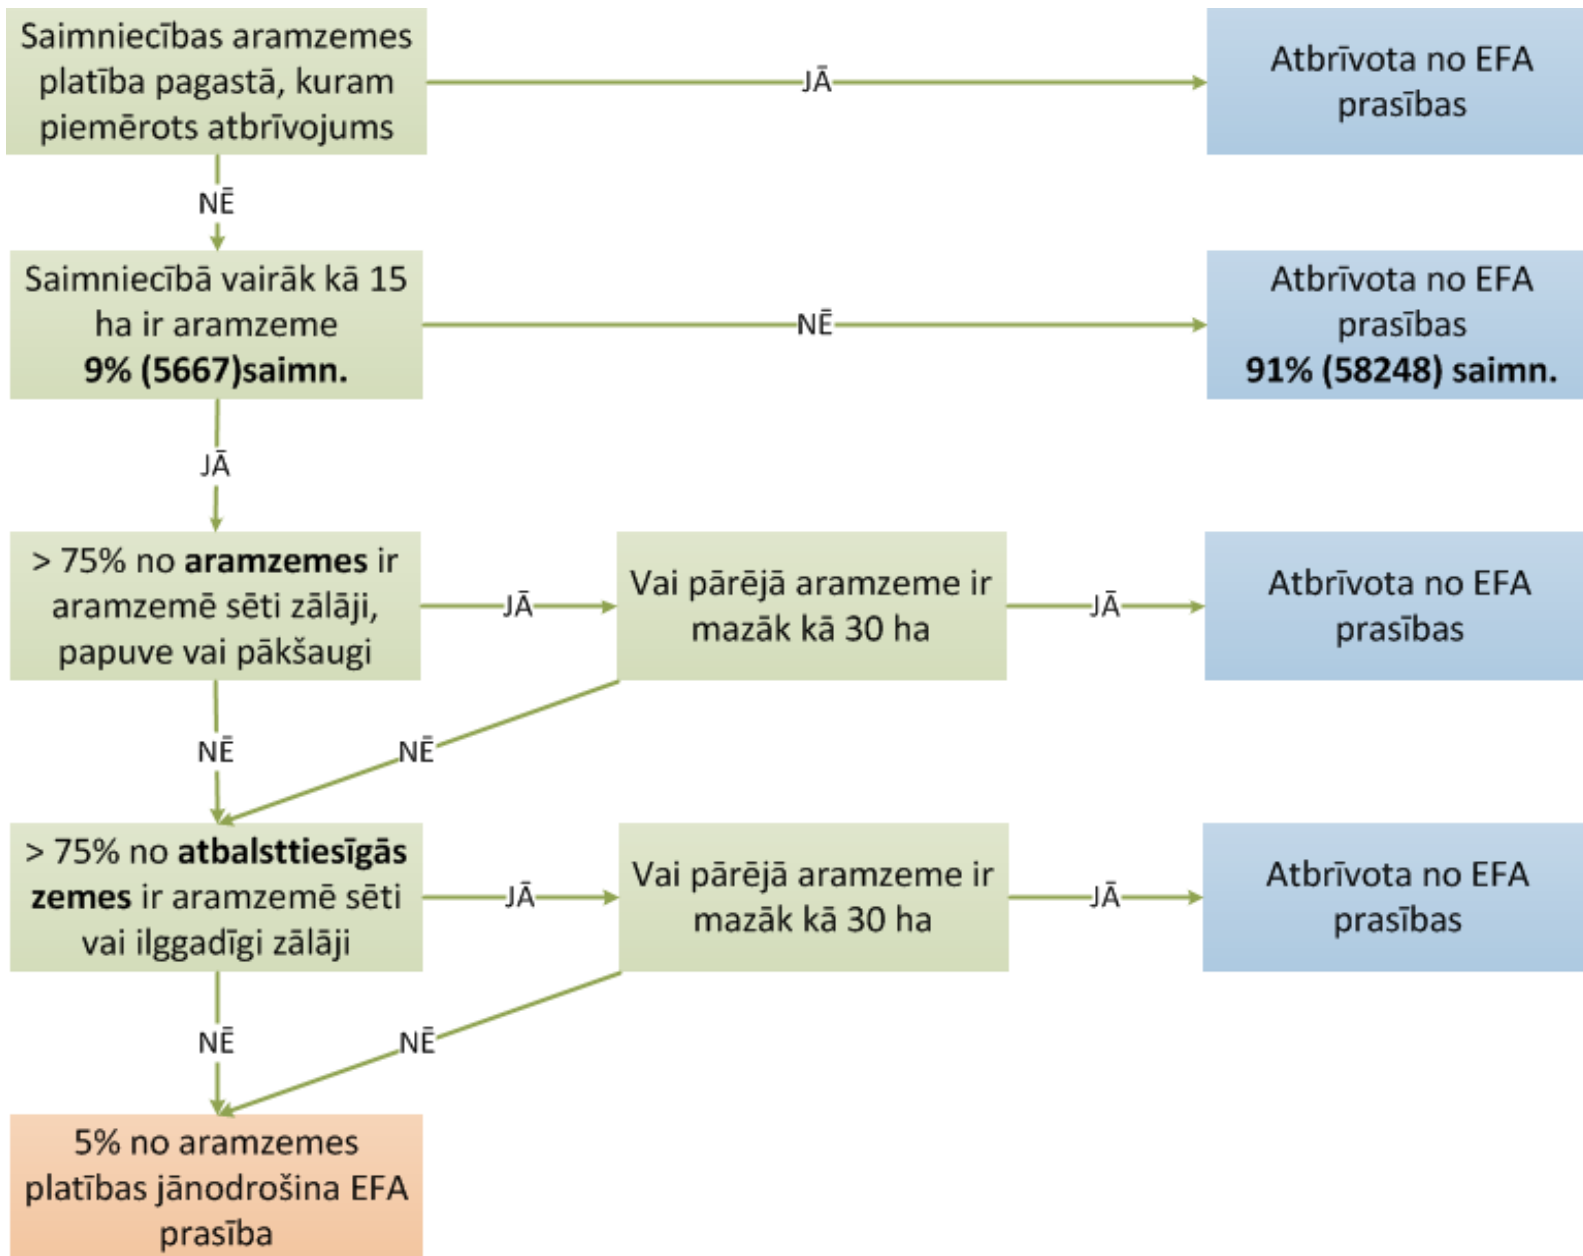 Saimniecības aramzemes
platība pagastā, kuram
piemērots atbrīvojums
JĀ
Atbrīvota no EFA
prasības
NĒ
Saimniecībā vairāk kā 15
ha ir aramzeme
9% (5667)saimn.
NĒ
Atbrīvota no EFA
prasības
91% (58248) saimn.
JĀ
> 75% no aramzemes ir
aramzemē sēti zālāji,
papuve vai pākšaugi
JĀ
Vai pārējā aramzeme ir
mazāk kā 30 ha
JĀ
Atbrīvota no EFA
prasības
NĒ
NĒ
> 75% no atbalsttiesīgās
zemes ir aramzemē sēti
vai ilggadīgi zālāji
JĀ
Vai pārējā aramzeme ir
mazāk kā 30 ha
JĀ
Atbrīvota no EFA
prasības
NĒ
NĒ
5% no aramzemes
platības jānodrošina EFA
prasība